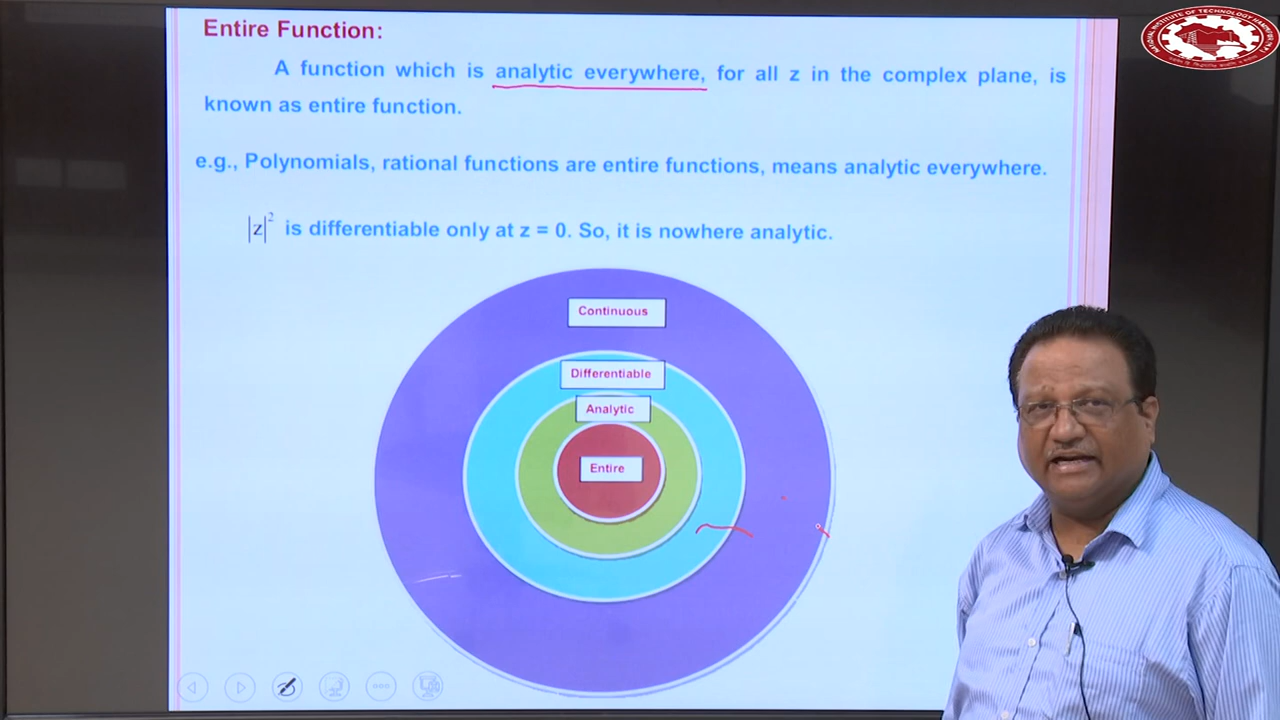 Entire Function:
A function which is analytic everywhere, for all z in the complex plane, is
known as entire function.
e.g., Polynomials, rational functions are entire functions, means analytic everywhere.
|z|² is differentiable only at z = 0. So, it is nowhere analytic.
Continuous
Differentiable
Analytic
Entire